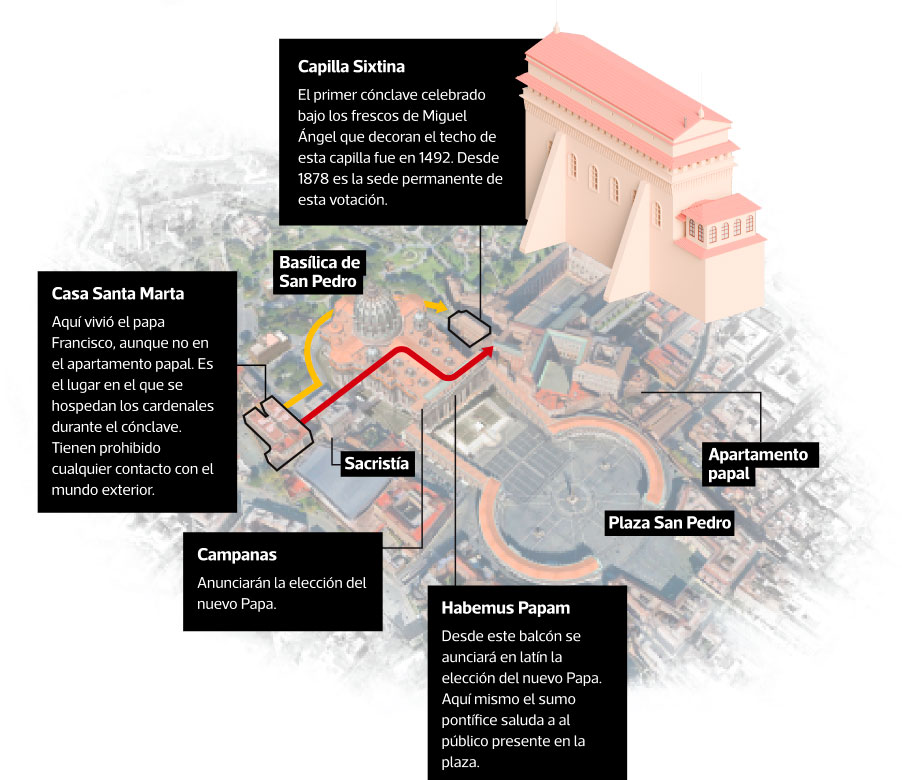 Capilla Sixtina
El primer cónclave celebrado
bajo los frescos de Miguel
Ángel que decoran el techo de
esta capilla fue en 1492. Desde
1878 es la sede permanente de
esta votación.
Basílica de
San Pedro
Casa Santa Marta
Aquí vivió el papa
Francisco, aunque no en
el apartamento papal. Es
el lugar en el que se
hospedan los cardenales
durante el cónclave.
Tienen prohibido
cualquier contacto con el
mundo exterior.
Sacristía
Apartamento
papal
Plaza San Pedro
Campanas
Anunciarán la elección del
nuevo Papa.
Habemus Papam
Desde este balcón se
aunciará en latín la
elección del nuevo Papa.
Aquí mismo el sumo
pontífice saluda a al
público presente en la
plaza.